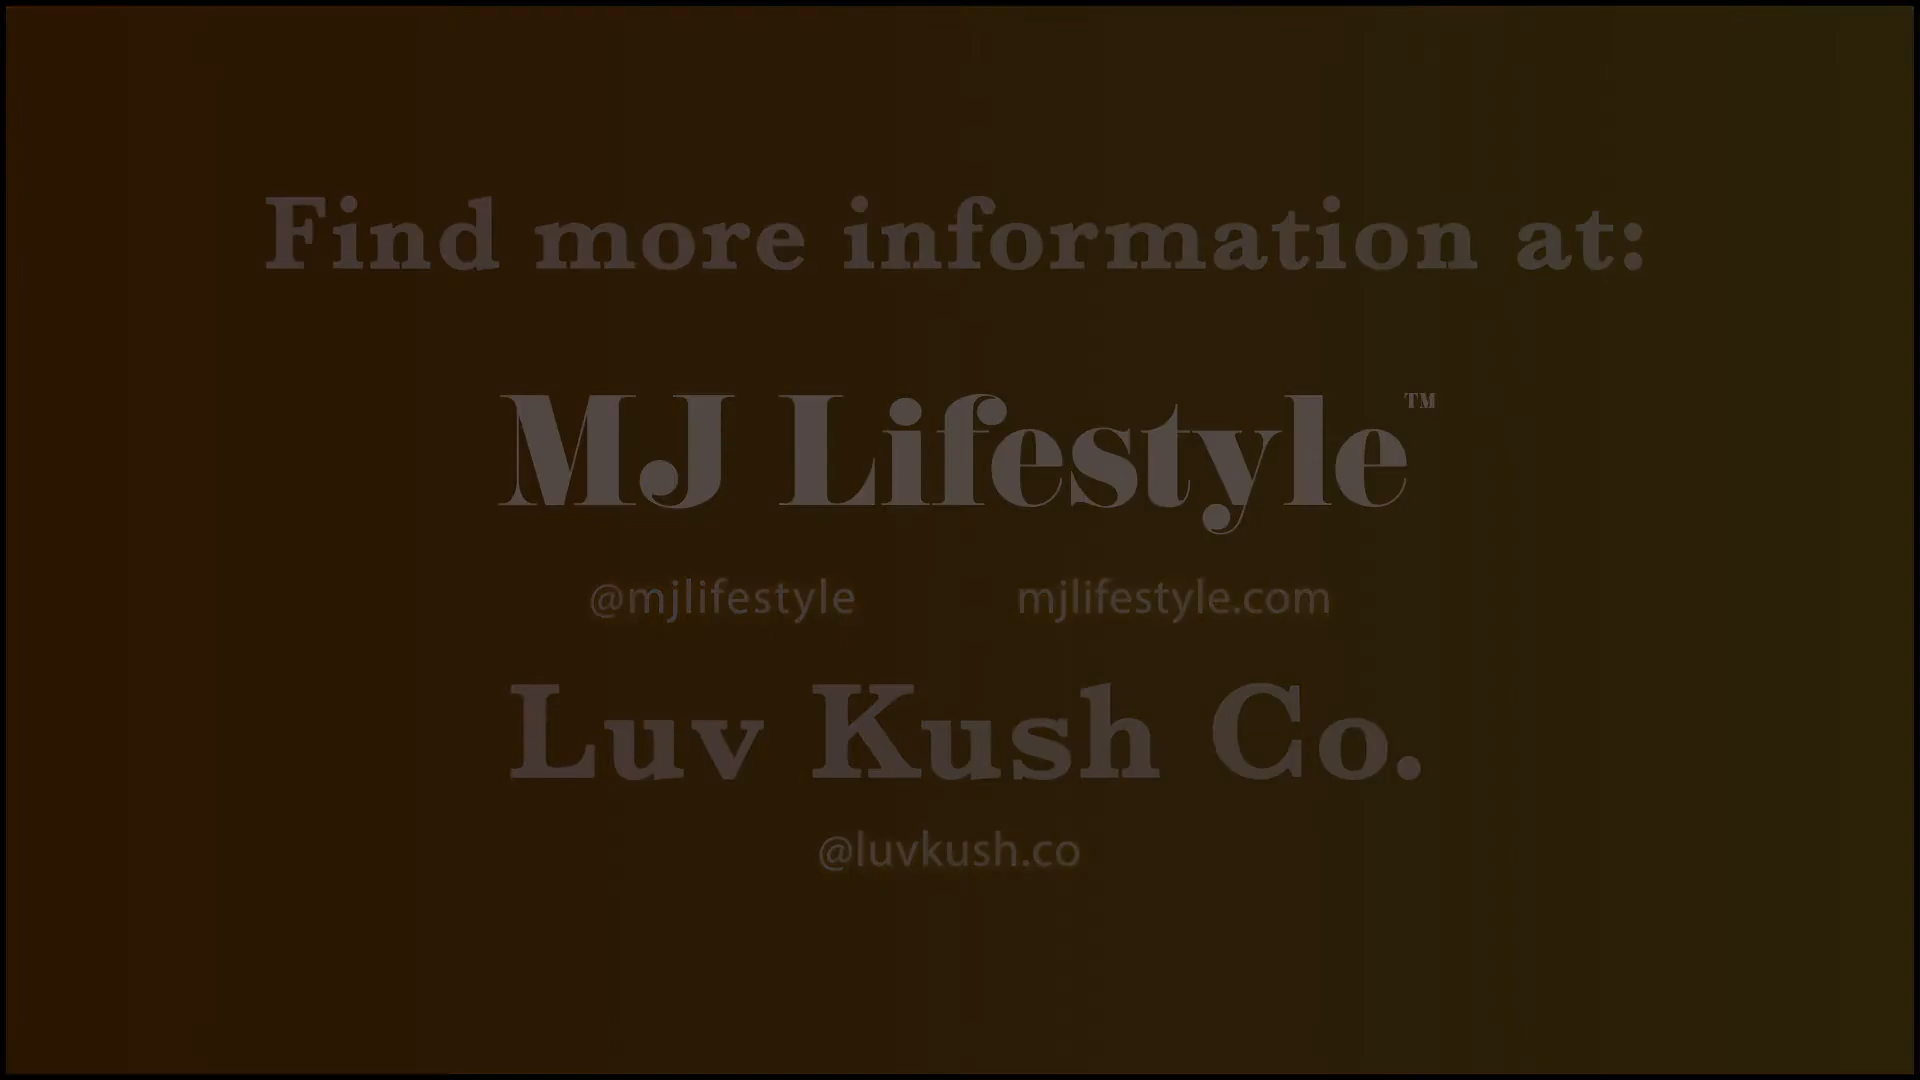 Find more information at:
MJ Lifestyle™
@mjlifestyle mjlifestyle.com
Luv Kush Co.
@luvkush.co